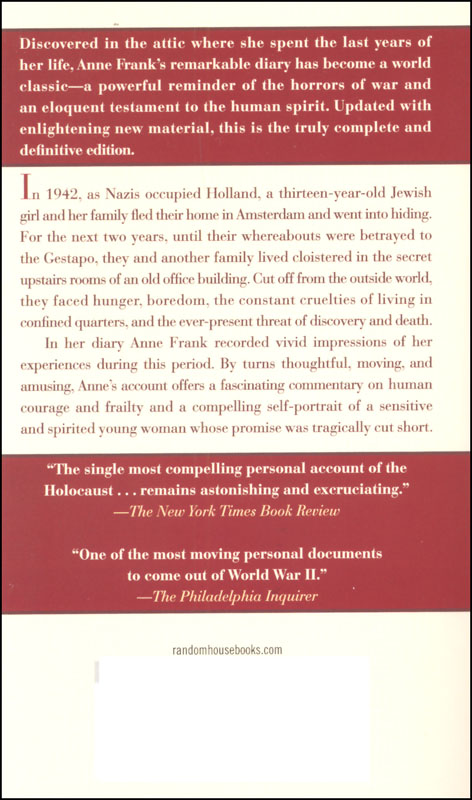 Discovered in the attic where she spent the last years of
her life, Anne Frank's remarkable diary has become a world
classic—a powerful reminder of the horrors of war and
an eloquent testament to the human spirit. Updated with
enlightening new material, this is the truly complete and
definitive edition.
In 1942, as Nazis occupied Holland, a thirteen-year-old Jewish
girl and her family fled their home in Amsterdam and went into hiding.
For the next two years, until their whereabouts were betrayed to
the Gestapo, they and another family lived cloistered in the secret
upstairs rooms of an old office building. Cut off from the outside world,
they faced hunger, boredom, the constant cruelties of living in
confined quarters, and the ever-present threat of discovery and death.
In her diary Anne Frank recorded vivid impressions of her
experiences during this period. By turns thoughtful, moving, and
amusing, Anne's account offers a fascinating commentary on human
courage and frailty and a compelling self-portrait of a sensitive
and spirited young woman whose promise was tragically cut short.
“The single most compelling personal account of the
Holocaust . . . remains astonishing and excruciating.”
—The New York Times Book Review
“One of the most moving personal documents
to come out of World War II.”
—The Philadelphia Inquirer
randomhousebooks.com